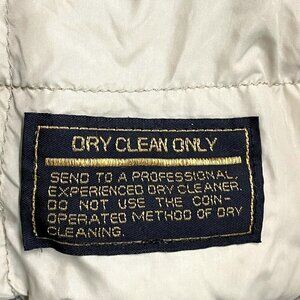 DRY CLEAN ONLY
SEND TO A PROFESSIONAL,
EXPERIENCED DRY CLEANER.
DO NOT USE THE COIN-
OPERATED METHOD OF DRY
CLEANING.